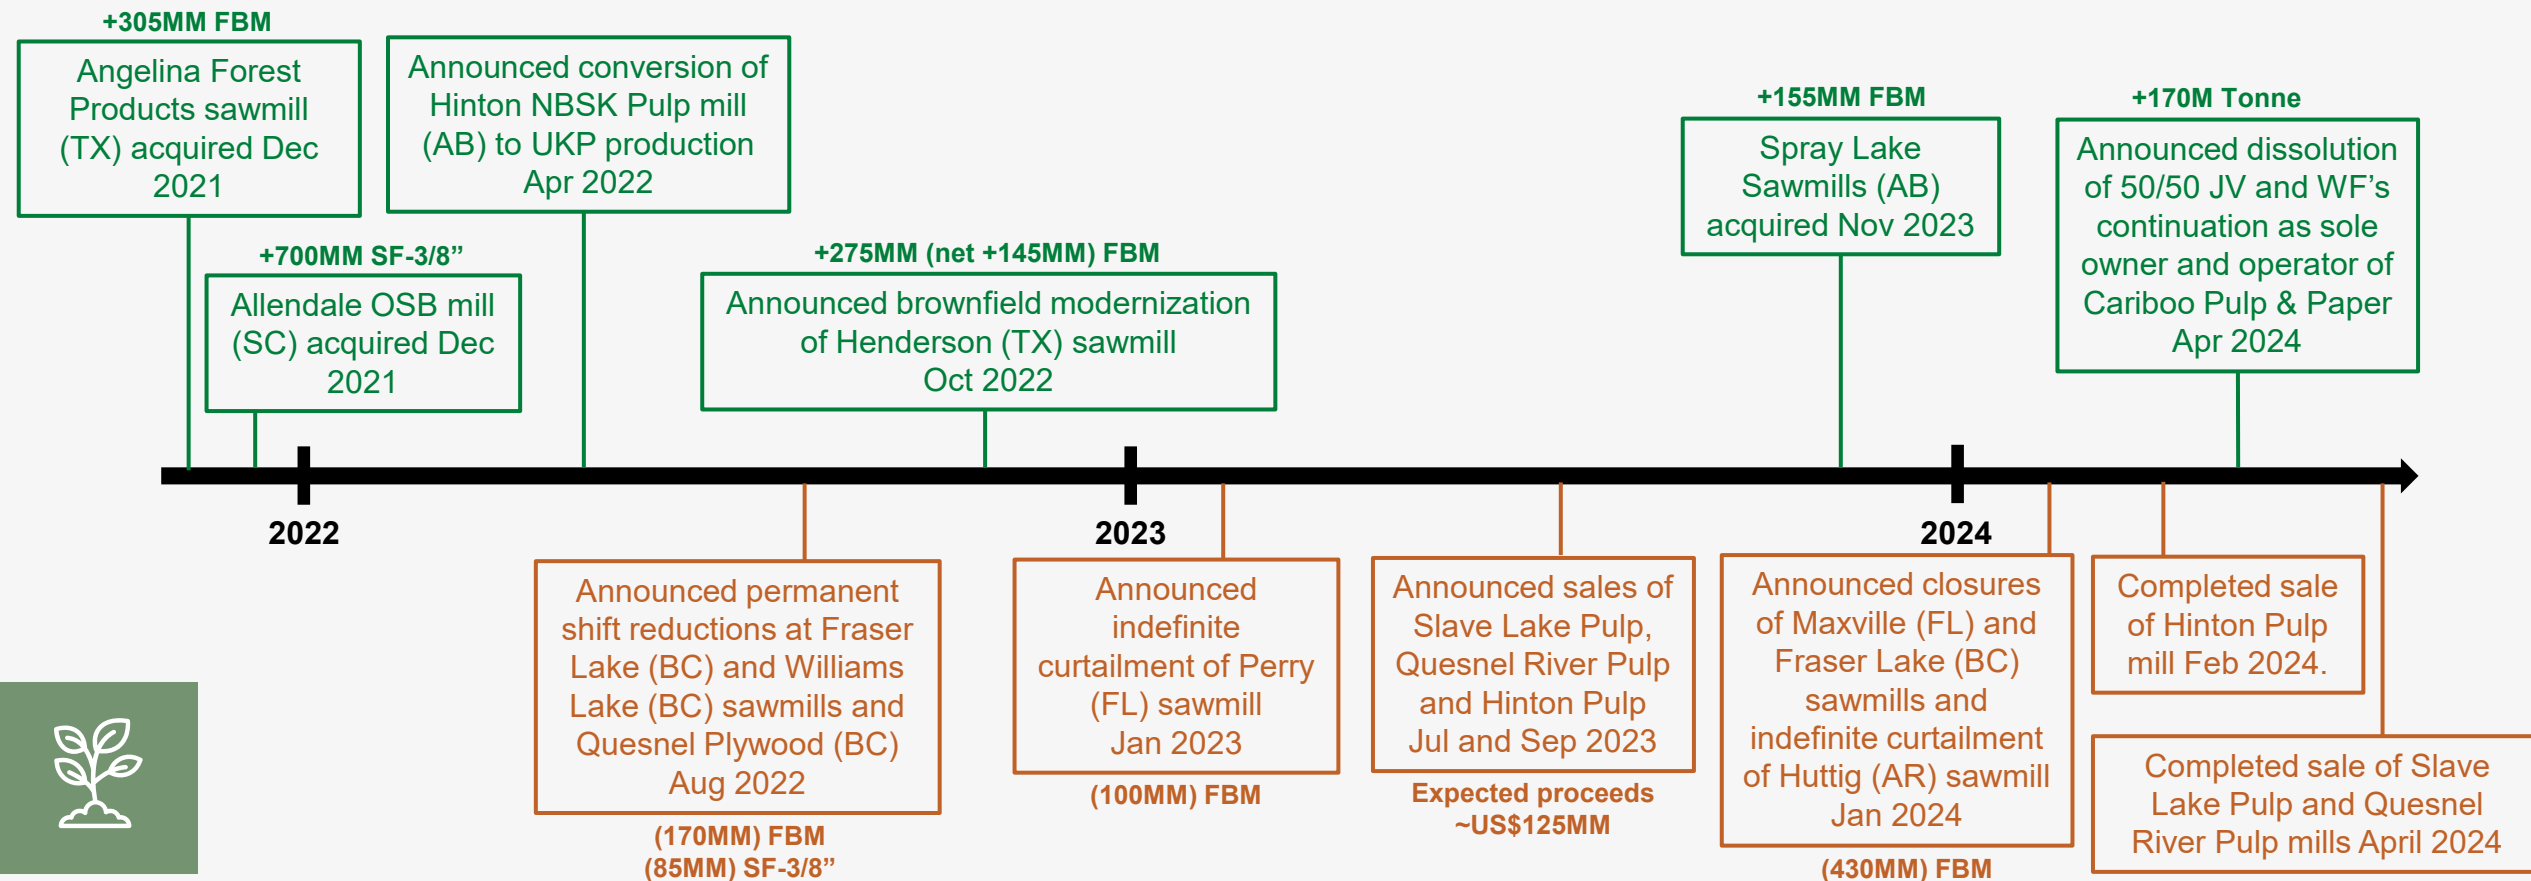 +305MM FBM
Angelina Forest
Products sawmill
(TX) acquired Dec
2021
+700MM SF-3/8”
Allendale OSB mill
(SC) acquired Dec
2021
Announced conversion of
Hinton NBSK Pulp mill
(AB) to UKP production
Apr 2022
+275MM (net +145MM) FBM
Announced brownfield modernization
of Henderson (TX) sawmill
Oct 2022
+155MM FBM
Spray Lake
Sawmills (AB)
acquired Nov 2023
+170M Tonne
Announced dissolution
of 50/50 JV and WF’s
continuation as sole
owner and operator of
Cariboo Pulp & Paper
Apr 2024
2022
2023
2024
Announced permanent
shift reductions at Fraser
Lake (BC) and Williams
Lake (BC) sawmills and
Quesnel Plywood (BC)
Aug 2022
(170MM) FBM
(85MM) SF-3/8”
Announced
indefinite
curtailment of Perry
(FL) sawmill
Jan 2023
(100MM) FBM
Announced sales of
Slave Lake Pulp,
Quesnel River Pulp
and Hinton Pulp
Jul and Sep 2023
Expected proceeds
~US$125MM
Announced closures
of Maxville (FL) and
Fraser Lake (BC)
sawmills and
indefinite curtailment
of Huttig (AR) sawmill
Jan 2024
(430MM) FBM
Completed sale
of Hinton Pulp
mill Feb 2024.
Completed sale of Slave
Lake Pulp and Quesnel
River Pulp mills April 2024